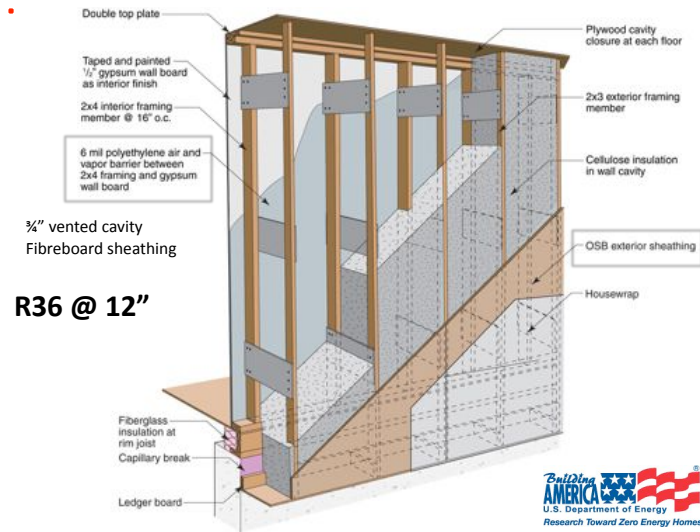 Double top plate
Taped and painted
½" gypsum wall board
as interior finish
2x4 interior framing
member @ 16" o.c.
6 mil polyethylene air and
vapor barrier between
2x4 framing and gypsum
wall board
¾” vented cavity
Fibreboard sheathing
R36 @ 12”
Fiberglass
insulation at
rim joist
Capillary break
Ledger board
Plywood cavity
closure at each floor
2x3 exterior framing
member
Cellulose insulation
in wall cavity
OSB exterior sheathing
Housewrap
Building
AMERICA
®
U.S. Department of Energy
Research Toward Zero Energy Homes